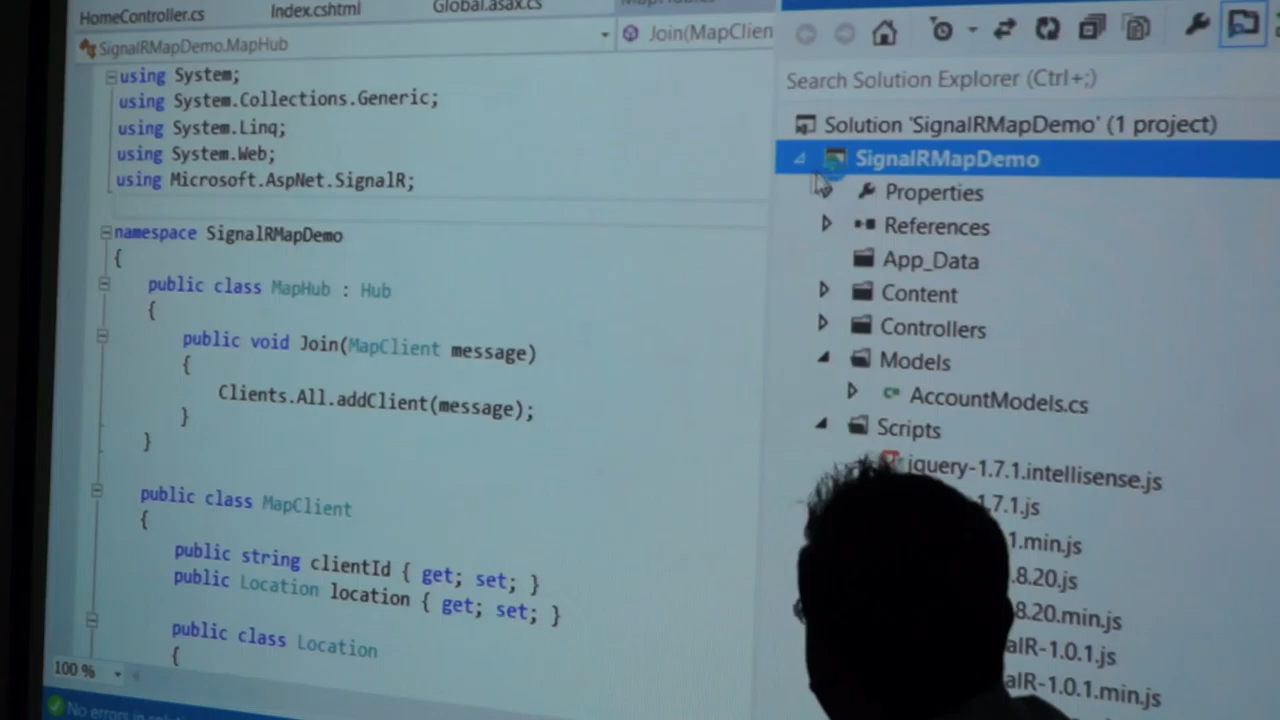 HomeController.cs
Index.cshtml
Global.asax.cs
SignalRMapDemo.MapHub
Join(MapClien
using System;
using System.Collections.Generic;
using System.Linq;
using System.Web;
using Microsoft.AspNet.SignalR;
namespace SignalRMapDemo
{
public class MapHub : Hub
{
public void Join(MapClient message)
{
Clients.All.addClient(message);
}
}
public class MapClient
{
public string clientId { get; set; }
public Location location { get; set; }
public class Location
{
100 %
No errors in
Search Solution Explorer (Ctrl+;)
Solution 'SignalRMapDemo' (1 project)
SignalRMapDemo
Properties
References
App_Data
Content
Controllers
Models
AccountModels.cs
Scripts
jquery-1.7.1.intellisense.js
1.7.1.js
1.min.js
.8.20.js
8.20.min.js
alR-1.0.1.js
alR-1.0.1.min.js